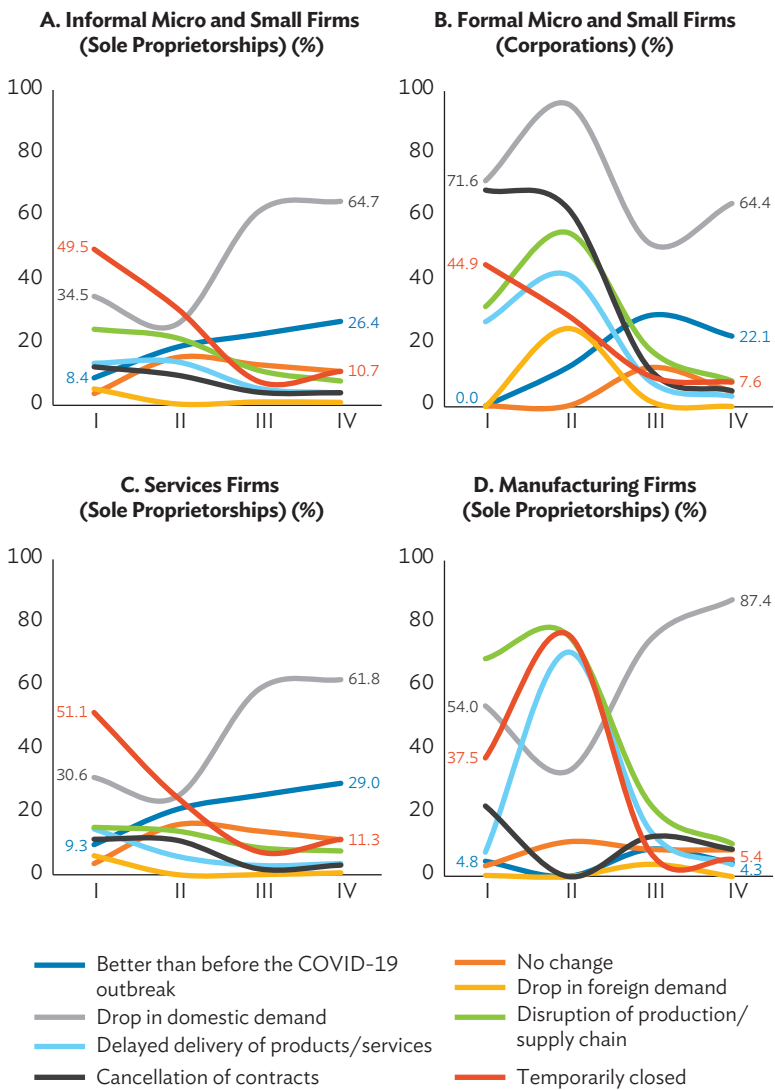 A. Informal Micro and Small Firms
(Sole Proprietorships) (%)
100
80
60
40
20
0
49.5
34.5
8.4
64.7
26.4
10.7
I II III IV
B. Formal Micro and Small Firms
(Corporations) (%)
100
80
60
40
20
0
71.6
44.9
0.0
64.4
22.1
7.6
I II III IV
C. Services Firms
(Sole Proprietorships) (%)
100
80
60
40
20
0
51.1
30.6
9.3
61.8
29.0
11.3
I II III IV
D. Manufacturing Firms
(Sole Proprietorships) (%)
100
80
60
40
20
0
54.0
37.5
4.8
87.4
5.4
4.3
I II III IV
Better than before the COVID-19
outbreak
Drop in domestic demand
Delayed delivery of products/services
Cancellation of contracts
No change
Drop in foreign demand
Disruption of production/
supply chain
Temporarily closed